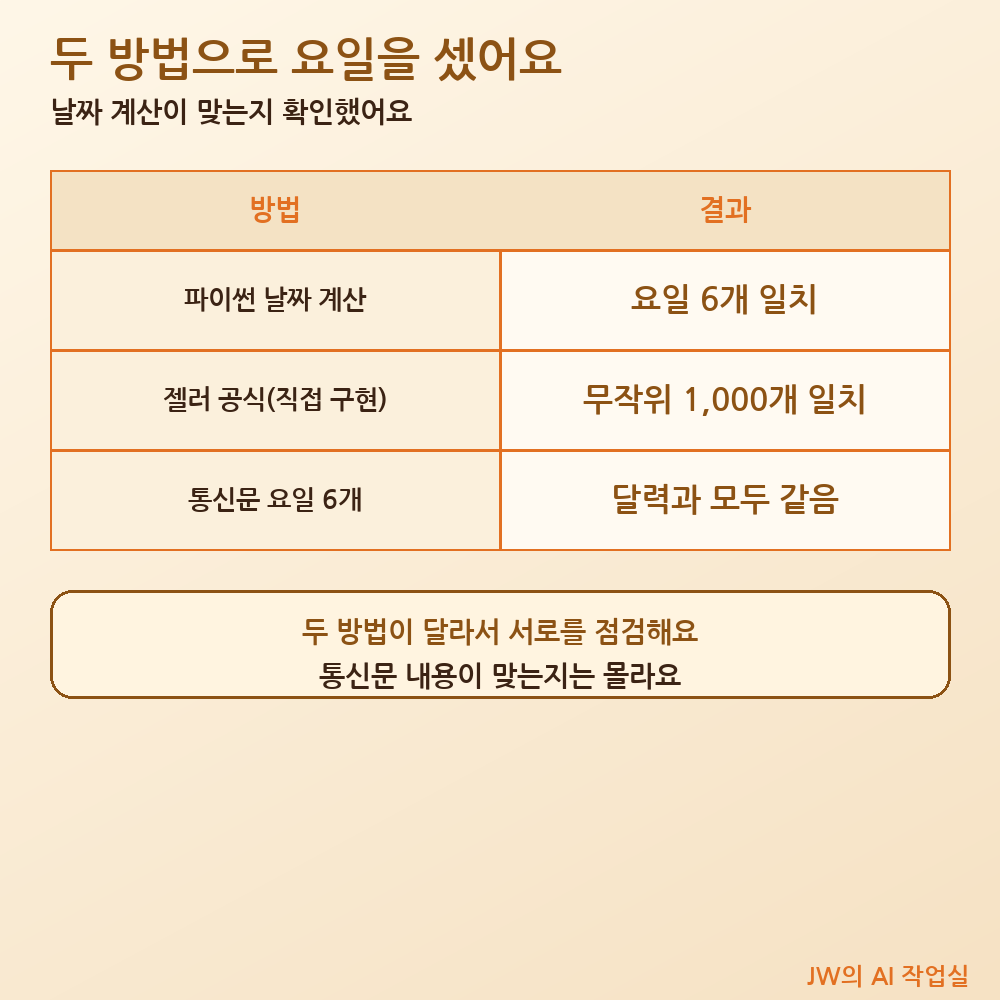 두 방법으로 요일을 셌어요
날짜 계산이 맞는지 확인했어요
방법 결과
파이썬 날짜 계산 요일 6개 일치
젤러 공식(직접 구현) 무작위 1,000개 일치
통신문 요일 6개 달력과 모두 같음
두 방법이 달라서 서로를 점검해요
통신문 내용이 맞는지는 몰라요
JW의 AI 작업실